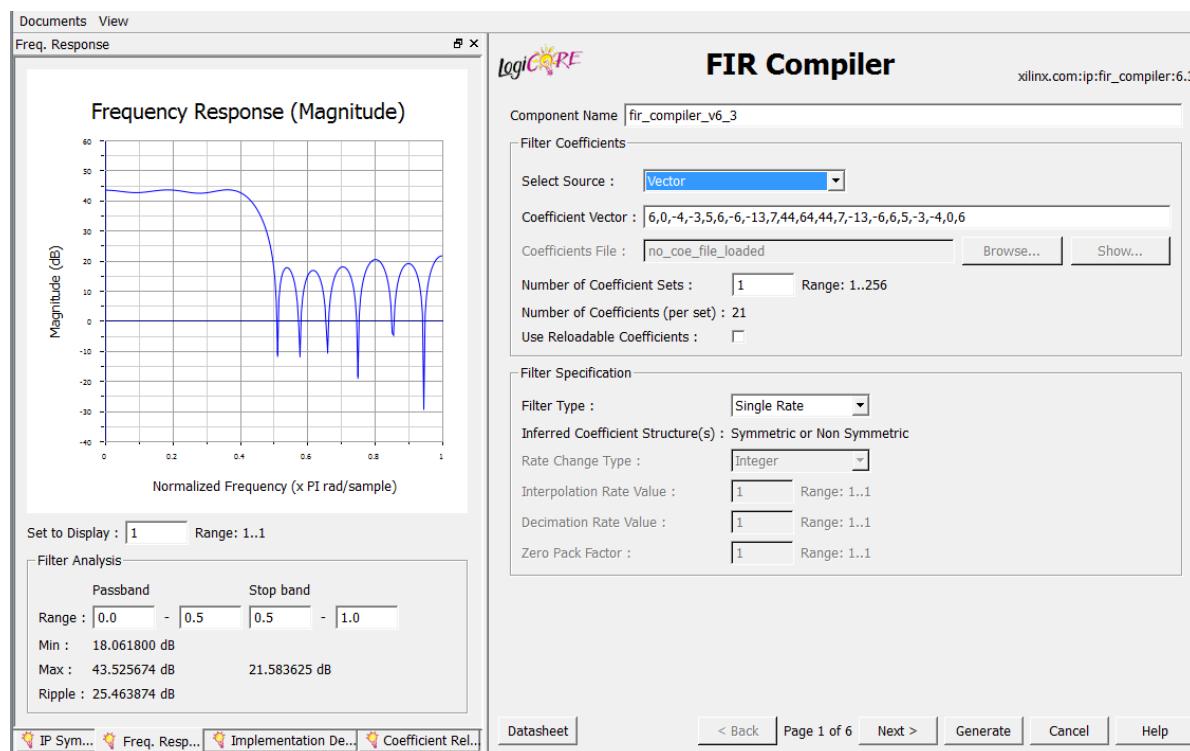 Documents View
Freq. Response
Frequency Response (Magnitude)
60
50
40
30
20
10
0
-10
-20
-30
-40
Magnitude (dB)
0 0.2 0.4 0.6 0.8 1
Normalized Frequency (x PI rad/sample)
Set to Display : 1 Range: 1..1
Filter Analysis
Passband Stop band
Range : 0.0 - 0.5 0.5 - 1.0
Min : 18.061800 dB
Max : 43.525674 dB 21.583625 dB
Ripple : 25.463874 dB
IP Sym... Freq. Resp... Implementation De... Coefficient Rel...
logiCORE
FIR Compiler
xilinx.com:ip:fir_compiler:6.3
Component Name fir_compiler_v6_3
Filter Coefficients
Select Source : Vector
Coefficient Vector : 6,0,-4,-3,5,6,-6,-13,7,44,64,44,7,-13,-6,6,5,-3,-4,0,6
Coefficients File : no_coe_file_loaded Browse... Show...
Number of Coefficient Sets : 1 Range: 1..256
Number of Coefficients (per set) : 21
Use Reloadable Coefficients :
Filter Specification
Filter Type : Single Rate
Inferred Coefficient Structure(s) : Symmetric or Non Symmetric
Rate Change Type : Integer
Interpolation Rate Value : 1 Range: 1..1
Decimation Rate Value : 1 Range: 1..1
Zero Pack Factor : 1 Range: 1..1
Datasheet < Back Page 1 of 6 Next > Generate Cancel Help